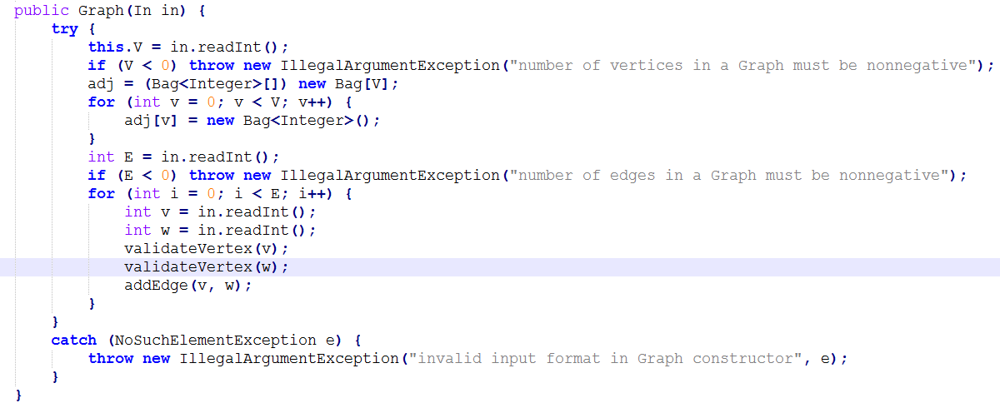 public Graph(In in) {
    try {
        this.V = in.readInt();
        if (V < 0) throw new IllegalArgumentException("number of vertices in a Graph must be nonnegative");
        adj = (Bag<Integer>[]) new Bag[V];
        for (int v = 0; v < V; v++) {
            adj[v] = new Bag<Integer>();
        }
        int E = in.readInt();
        if (E < 0) throw new IllegalArgumentException("number of edges in a Graph must be nonnegative");
        for (int i = 0; i < E; i++) {
            int v = in.readInt();
            int w = in.readInt();
            validateVertex(v);
            validateVertex(w);
            addEdge(v, w);
        }
    }
    catch (NoSuchElementException e) {
        throw new IllegalArgumentException("invalid input format in Graph constructor", e);
    }
}